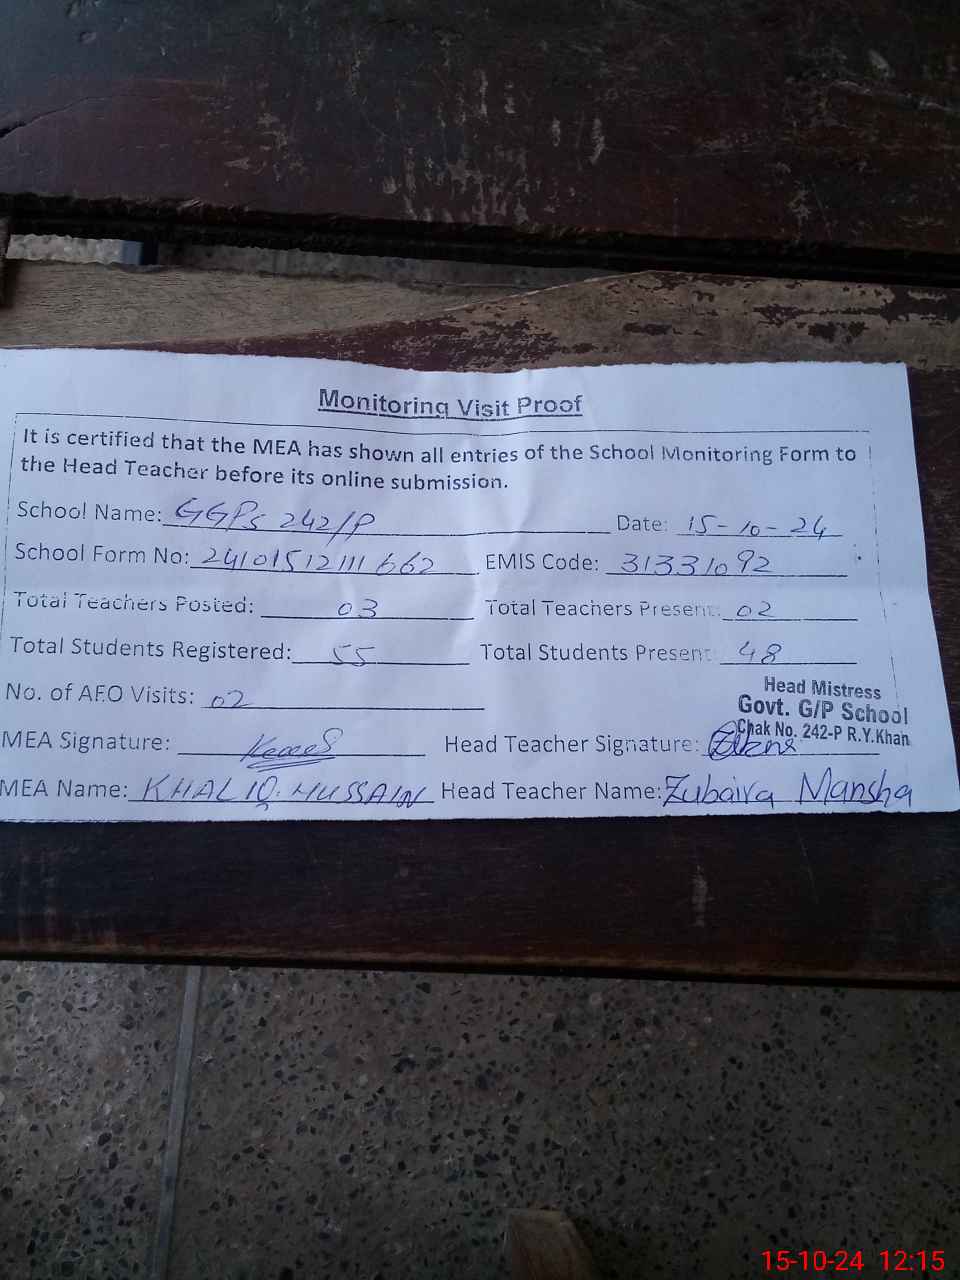 Monitoring Visit Proof
It is certified that the MEA has shown all entries of the School Monitoring Form to
the Head Teacher before its online submission.
School Name: GGPS 242/P Date: 15-10-24
School Form No: 24101512111662 EMIS Code: 31331092
Total Teachers Posted: 03 Total Teachers Present: 02
Total Students Registered: 55 Total Students Present: 48
No. of AEO Visits: 02
Head Mistress
Govt. G/P School
Chak No. 242-P R.Y.Khan
MEA Signature: Head Teacher Signature:
MEA Name: KHALIQ. HUSSAIN Head Teacher Name: Zubaira Mansha
15-10-24 12:15